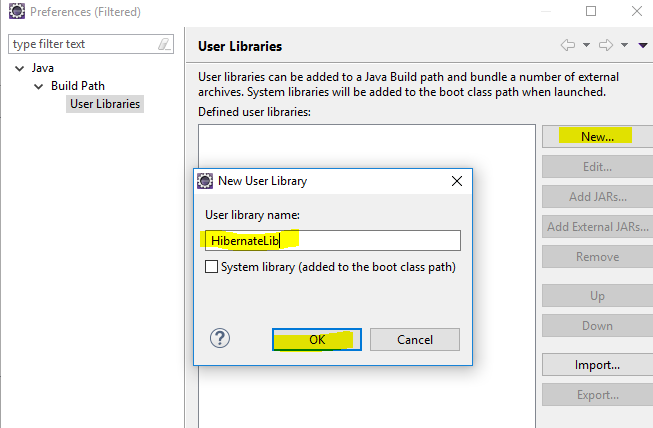 Preferences (Filtered)
type filter text
Java
Build Path
User Libraries
User Libraries
User libraries can be added to a Java Build path and bundle a number of external
archives. System libraries will be added to the boot class path when launched.
Defined user libraries:
New...
Edit...
Add JARs...
Add External JARs...
Remove
Up
Down
Import...
Export...
New User Library
User library name:
HibernateLib
System library (added to the boot class path)
?
OK
Cancel